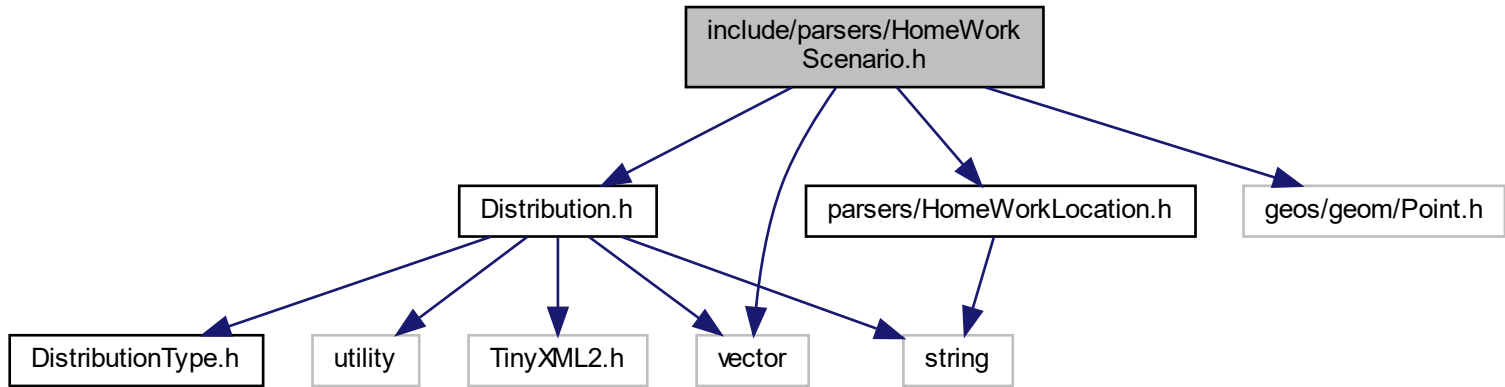 include/parsers/HomeWork
Scenario.h
Distribution.h
parsers/HomeWorkLocation.h
geos/geom/Point.h
DistributionType.h
utility
TinyXML2.h
vector
string